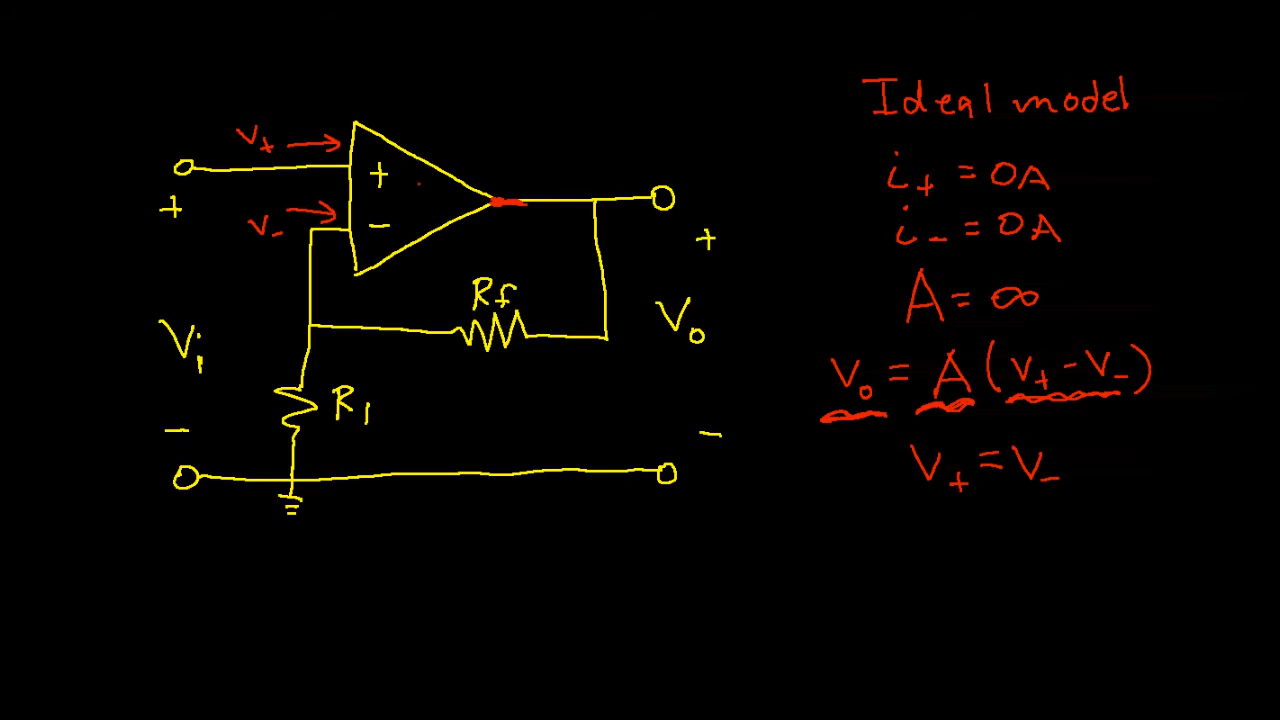 Ideal model
V+
i+ = 0A
+
V-
+
-
i- = 0A
+
Rf
A = ∞
Vi
Vo
Vo = A(V+ - V-)
R1
-
-
V+ = V-